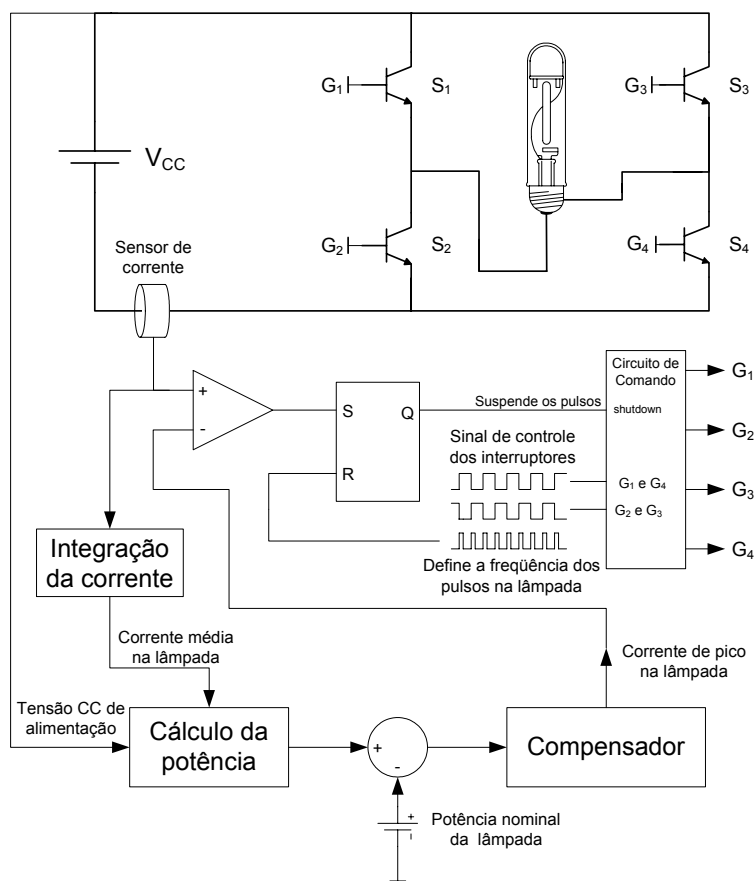 G1
S1
G3
S3
VCC
G2
S2
G4
S4
Sensor de
corrente
+
-
S
Q
R
Suspende os pulsos
Circuito de
Comando
shutdown
G1 e G4
G2 e G3
G1
G2
G3
G4
Sinal de controle
dos interruptores
Define a freqüência dos
pulsos na lâmpada
Integração
da corrente
Corrente média
na lâmpada
Corrente de pico
na lâmpada
Tensão CC de
alimentação
Cálculo da
potência
+
-
Compensador
+
Potência nominal
da lâmpada